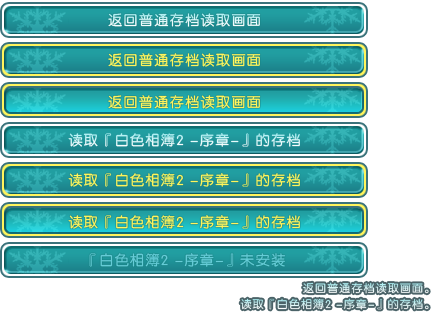 返回普通存档读取画面
返回普通存档读取画面
返回普通存档读取画面
读取『白色相簿2 -序章-』的存档
读取『白色相簿2 -序章-』的存档
读取『白色相簿2 -序章-』的存档
『白色相簿2 -序章-』未安装
返回普通存档读取画面。
读取『白色相簿2 -序章-』的存档。